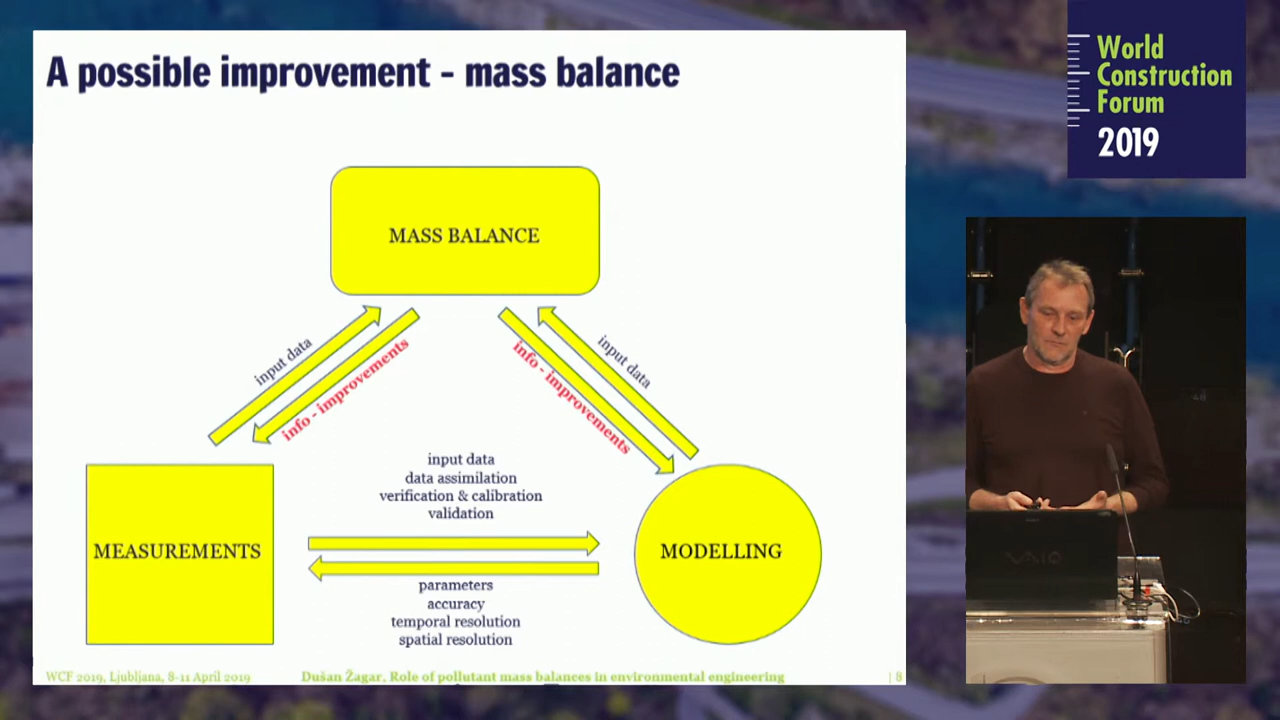 A possible improvement - mass balance
World
Construction
Forum
2019
MASS BALANCE
input data
info - improvements
info - improvements
input data
input data
data assimilation
verification & calibration
validation
MEASUREMENTS
MODELLING
parameters
accuracy
temporal resolution
spatial resolution
VAIO
WCF 2019, Ljubljana, 8-11 April 2019
Dušan Žagar, Role of pollutant mass balances in environmental engineering
| 8